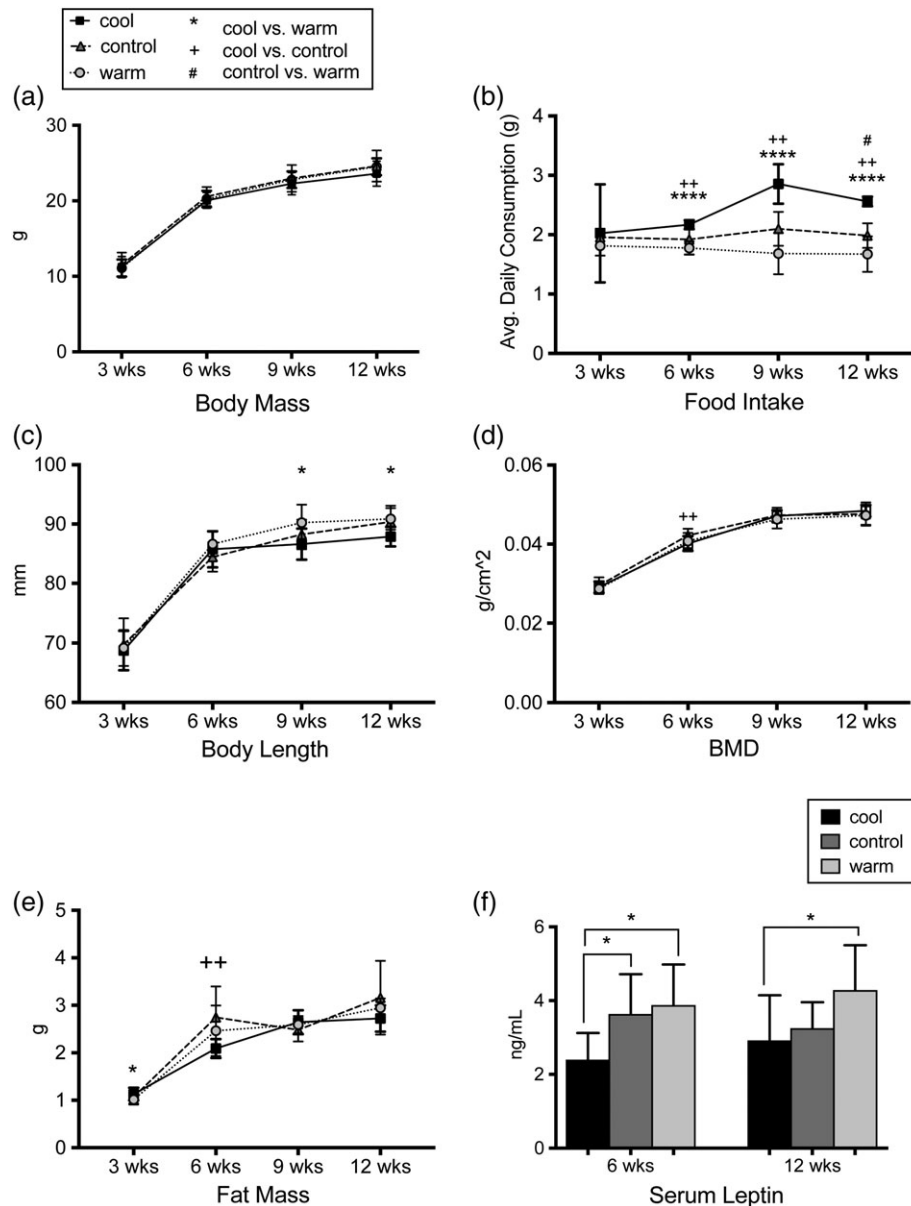 cool
control
warm
* cool vs. warm
+ cool vs. control
# control vs. warm
(a)
g
30
20
10
0
3 wks 6 wks 9 wks 12 wks
Body Mass
(b)
Avg. Daily Consumption (g)
4
3
2
1
0
++
****
++
****
#
++
****
3 wks 6 wks 9 wks 12 wks
Food Intake
(c)
mm
100
90
80
70
60
* *
3 wks 6 wks 9 wks 12 wks
Body Length
(d)
g/cm^2
0.06
0.04
0.02
0.00
++
3 wks 6 wks 9 wks 12 wks
BMD
(e)
g
5
4
3
2
1
0
*
++
3 wks 6 wks 9 wks 12 wks
Fat Mass
cool
control
warm
(f)
ng/mL
6
4
2
0
*
*
*
6 wks 12 wks
Serum Leptin